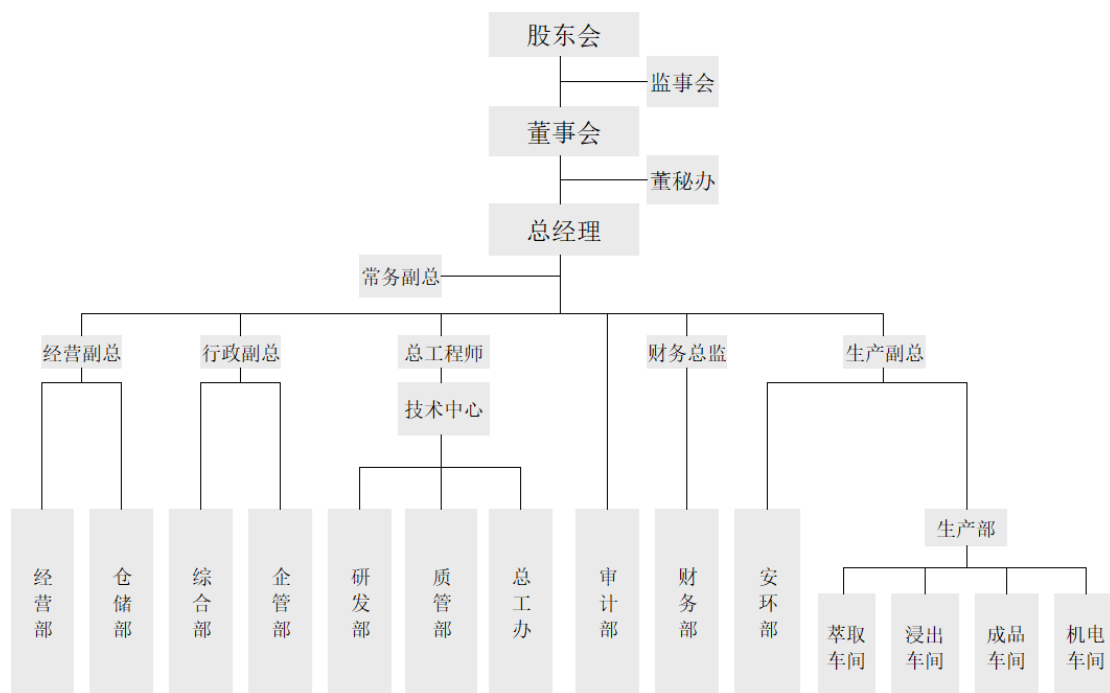 股东会
监事会
董事会
董秘办
总经理
常务副总
经营副总
行政副总
总工程师
财务总监
生产副总
技术中心
经营部
仓储部
综合部
企管部
研发部
质管部
总工办
审计部
财务部
安环部
生产部
萃取
车间
浸出
车间
成品
车间
机电
车间